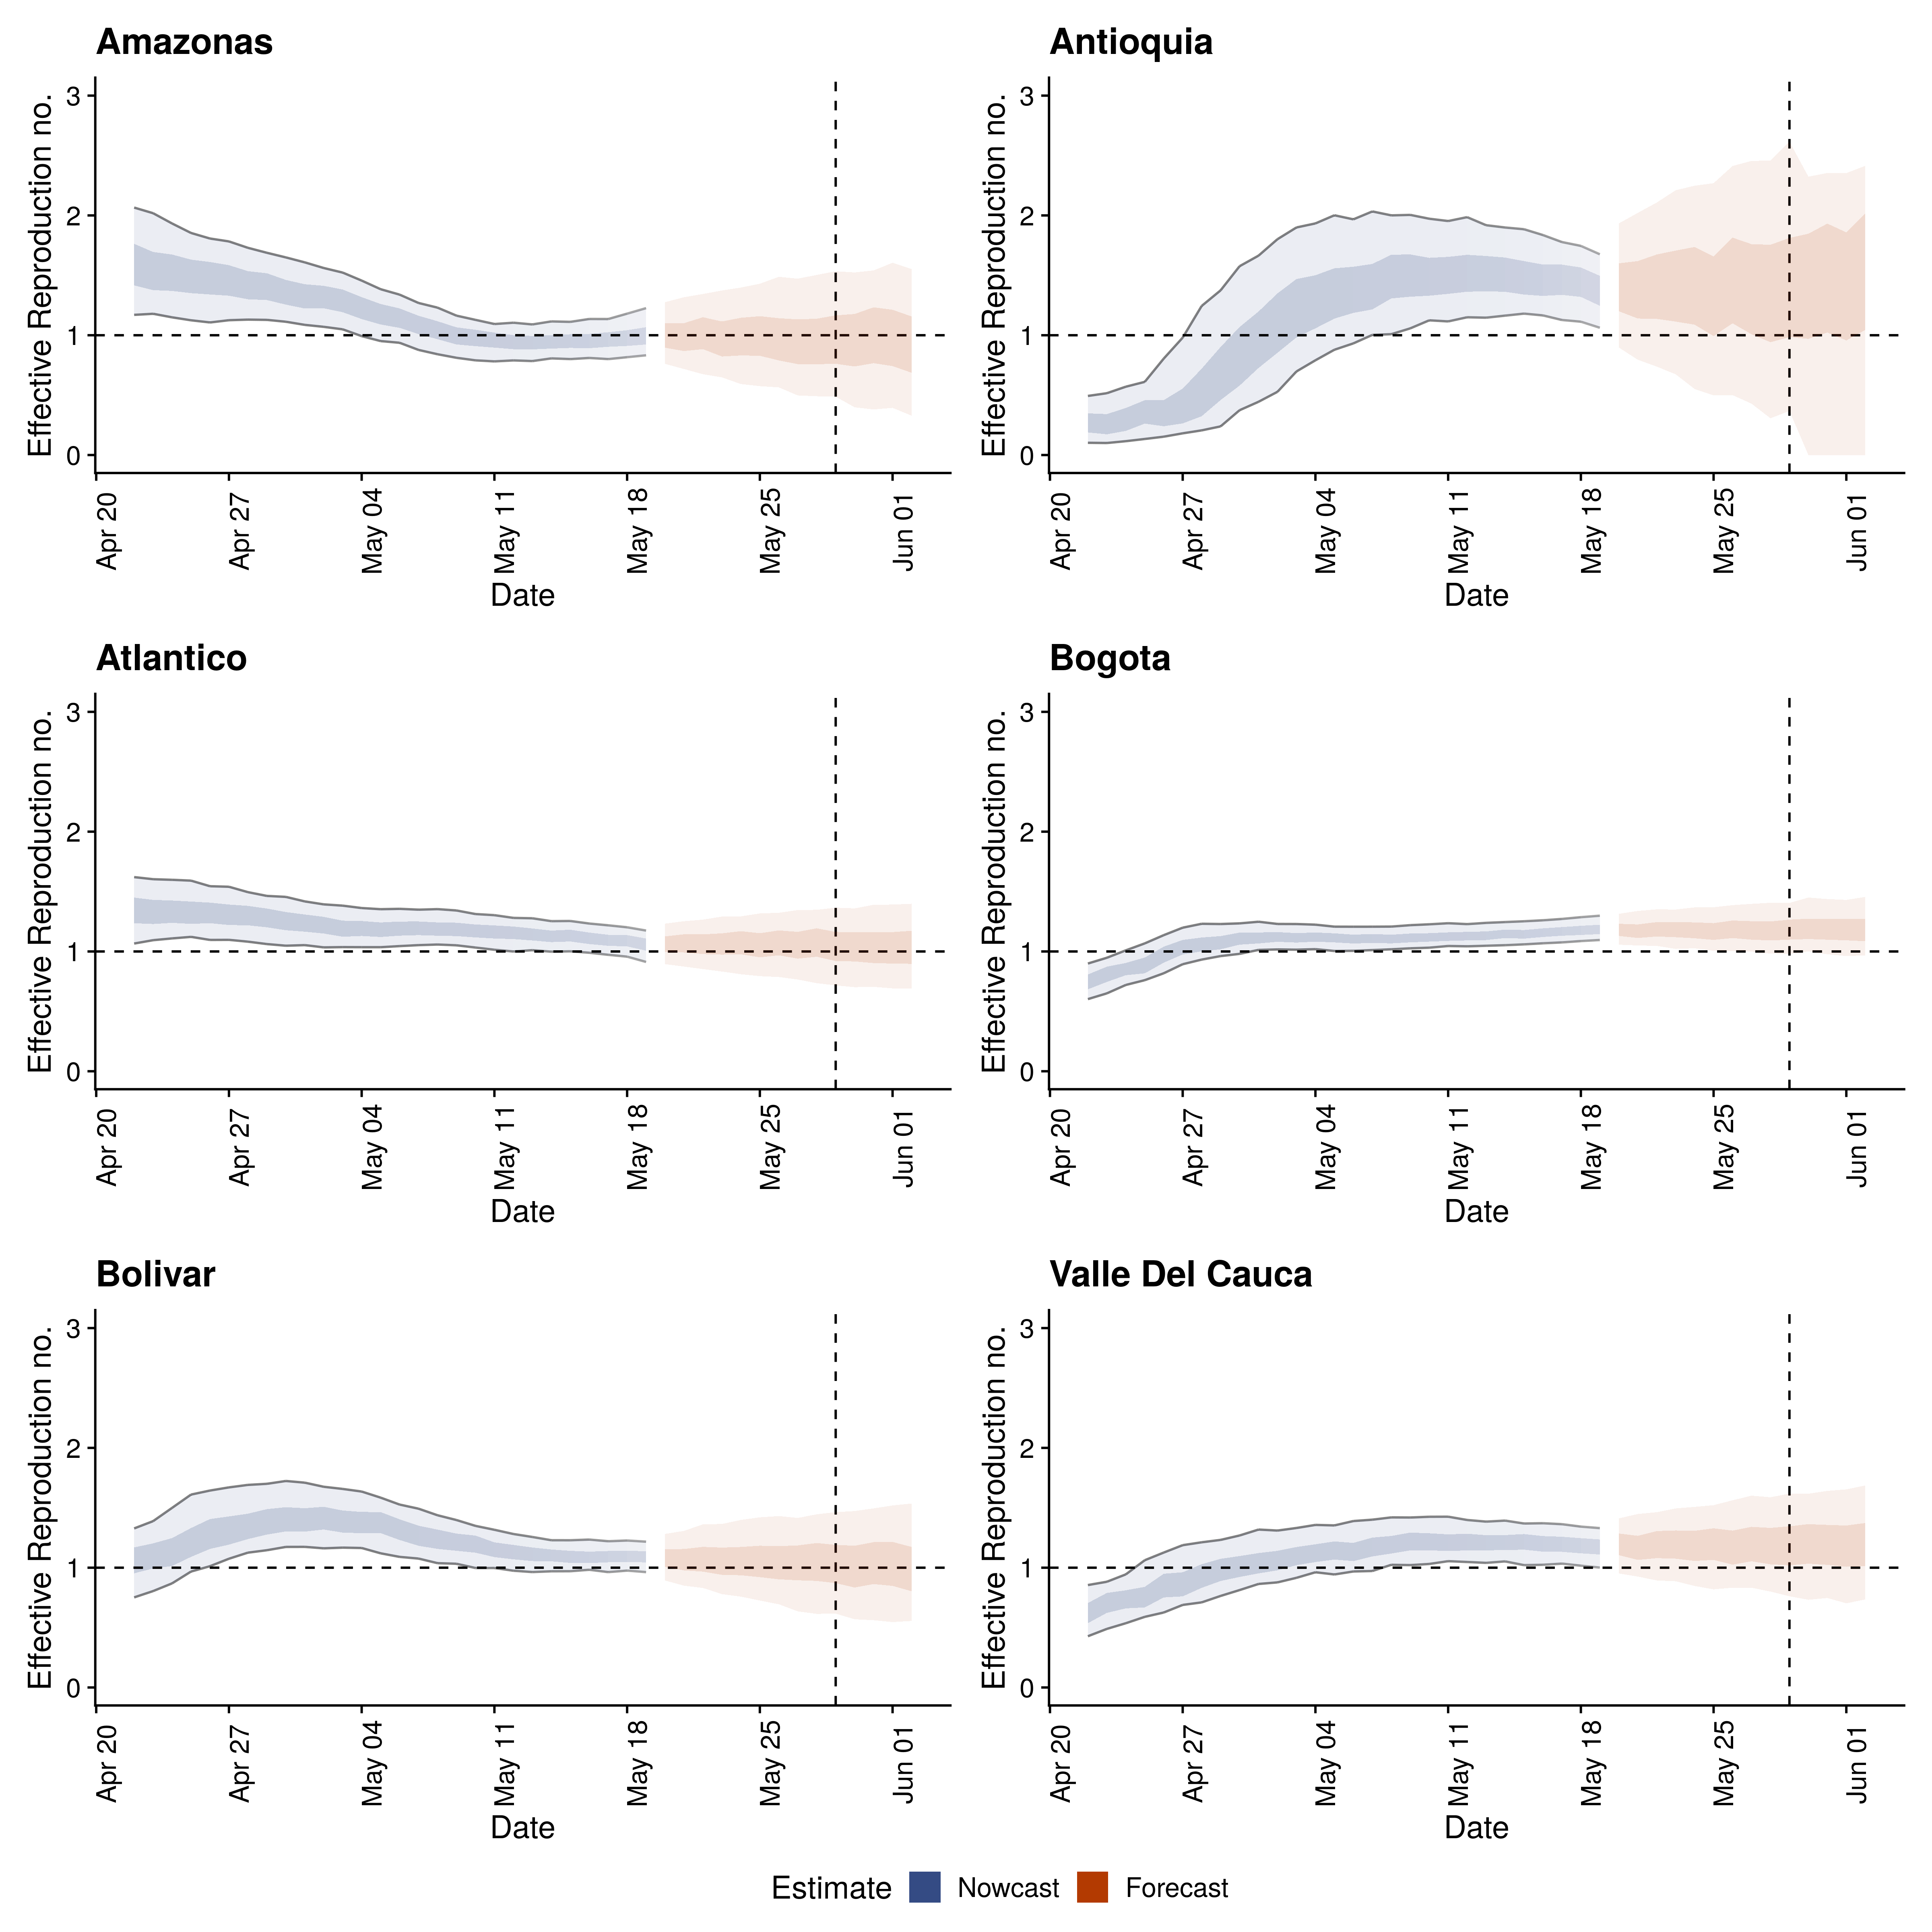 Amazonas
Effective Reproduction no.
3
2
1
0
Apr 20
Apr 27
May 04
May 11
May 18
May 25
Jun 01
Date
Antioquia
Effective Reproduction no.
3
2
1
0
Apr 20
Apr 27
May 04
May 11
May 18
May 25
Jun 01
Date
Atlantico
Effective Reproduction no.
3
2
1
0
Apr 20
Apr 27
May 04
May 11
May 18
May 25
Jun 01
Date
Bogota
Effective Reproduction no.
3
2
1
0
Apr 20
Apr 27
May 04
May 11
May 18
May 25
Jun 01
Date
Bolivar
Effective Reproduction no.
3
2
1
0
Apr 20
Apr 27
May 04
May 11
May 18
May 25
Jun 01
Date
Valle Del Cauca
Effective Reproduction no.
3
2
1
0
Apr 20
Apr 27
May 04
May 11
May 18
May 25
Jun 01
Date
Estimate Nowcast Forecast